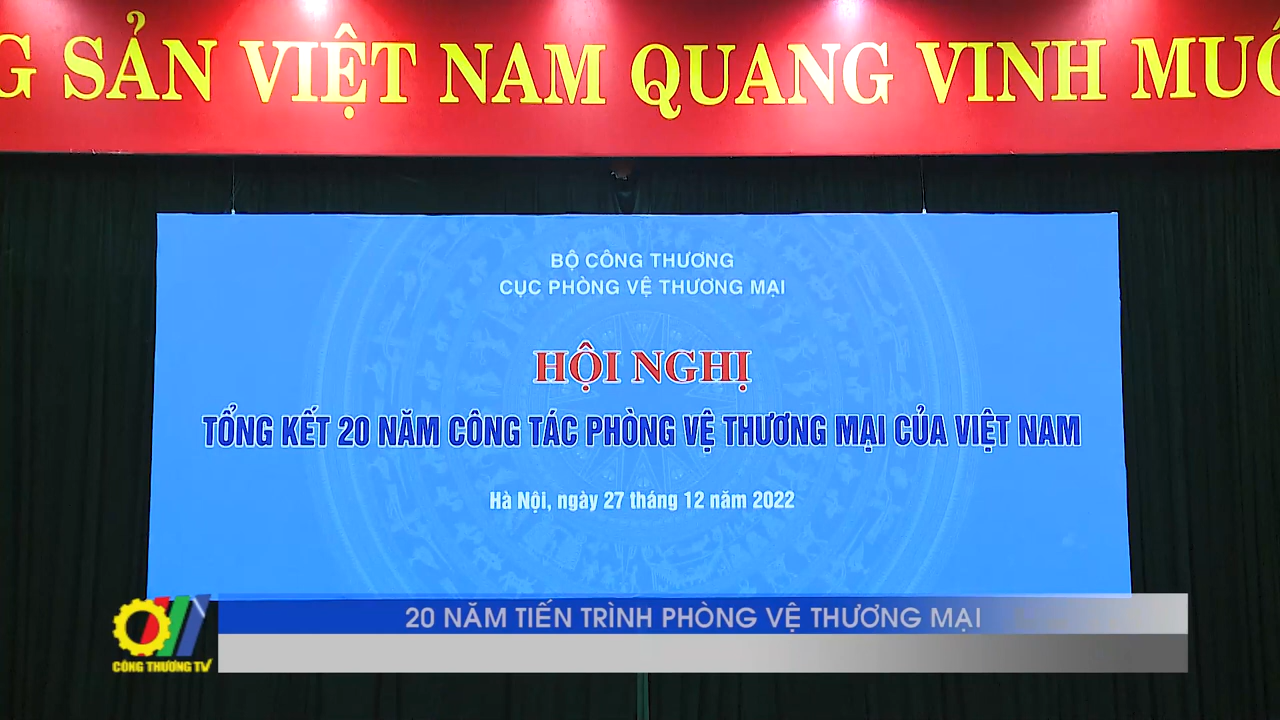 G SẢN VIỆT NAM QUANG VINH MUÔ
BỘ CÔNG THƯƠNG
CỤC PHÒNG VỆ THƯƠNG MẠI
HỘI NGHỊ
TỔNG KẾT 20 NĂM CÔNG TÁC PHÒNG VỆ THƯƠNG MẠI CỦA VIỆT NAM
Hà Nội, ngày 27 tháng 12 năm 2022
20 NĂM TIẾN TRÌNH PHÒNG VỆ THƯƠNG MẠI
CÔNG THƯƠNG TV